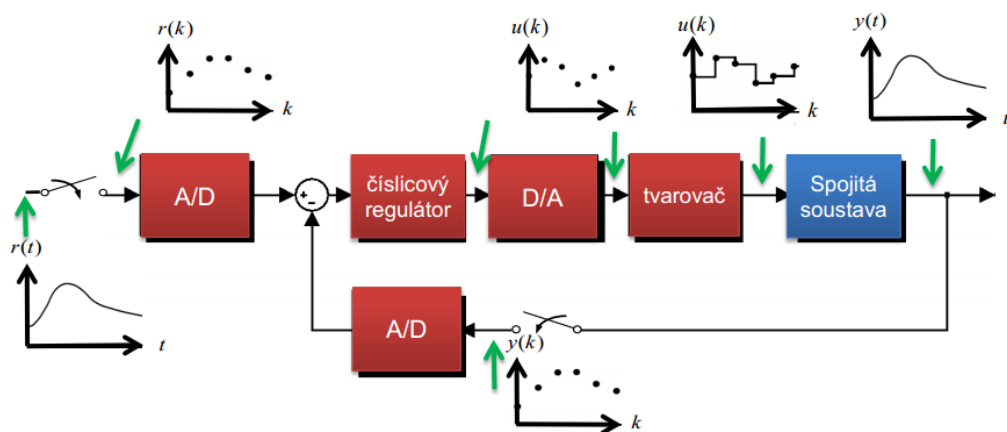 r(k)
k
u(k)
k
u(k)
k
y(t)
t
A/D
+
-
číslicový
regulátor
D/A
tvarovač
Spojitá
soustava
r(t)
t
A/D
y(k)
k